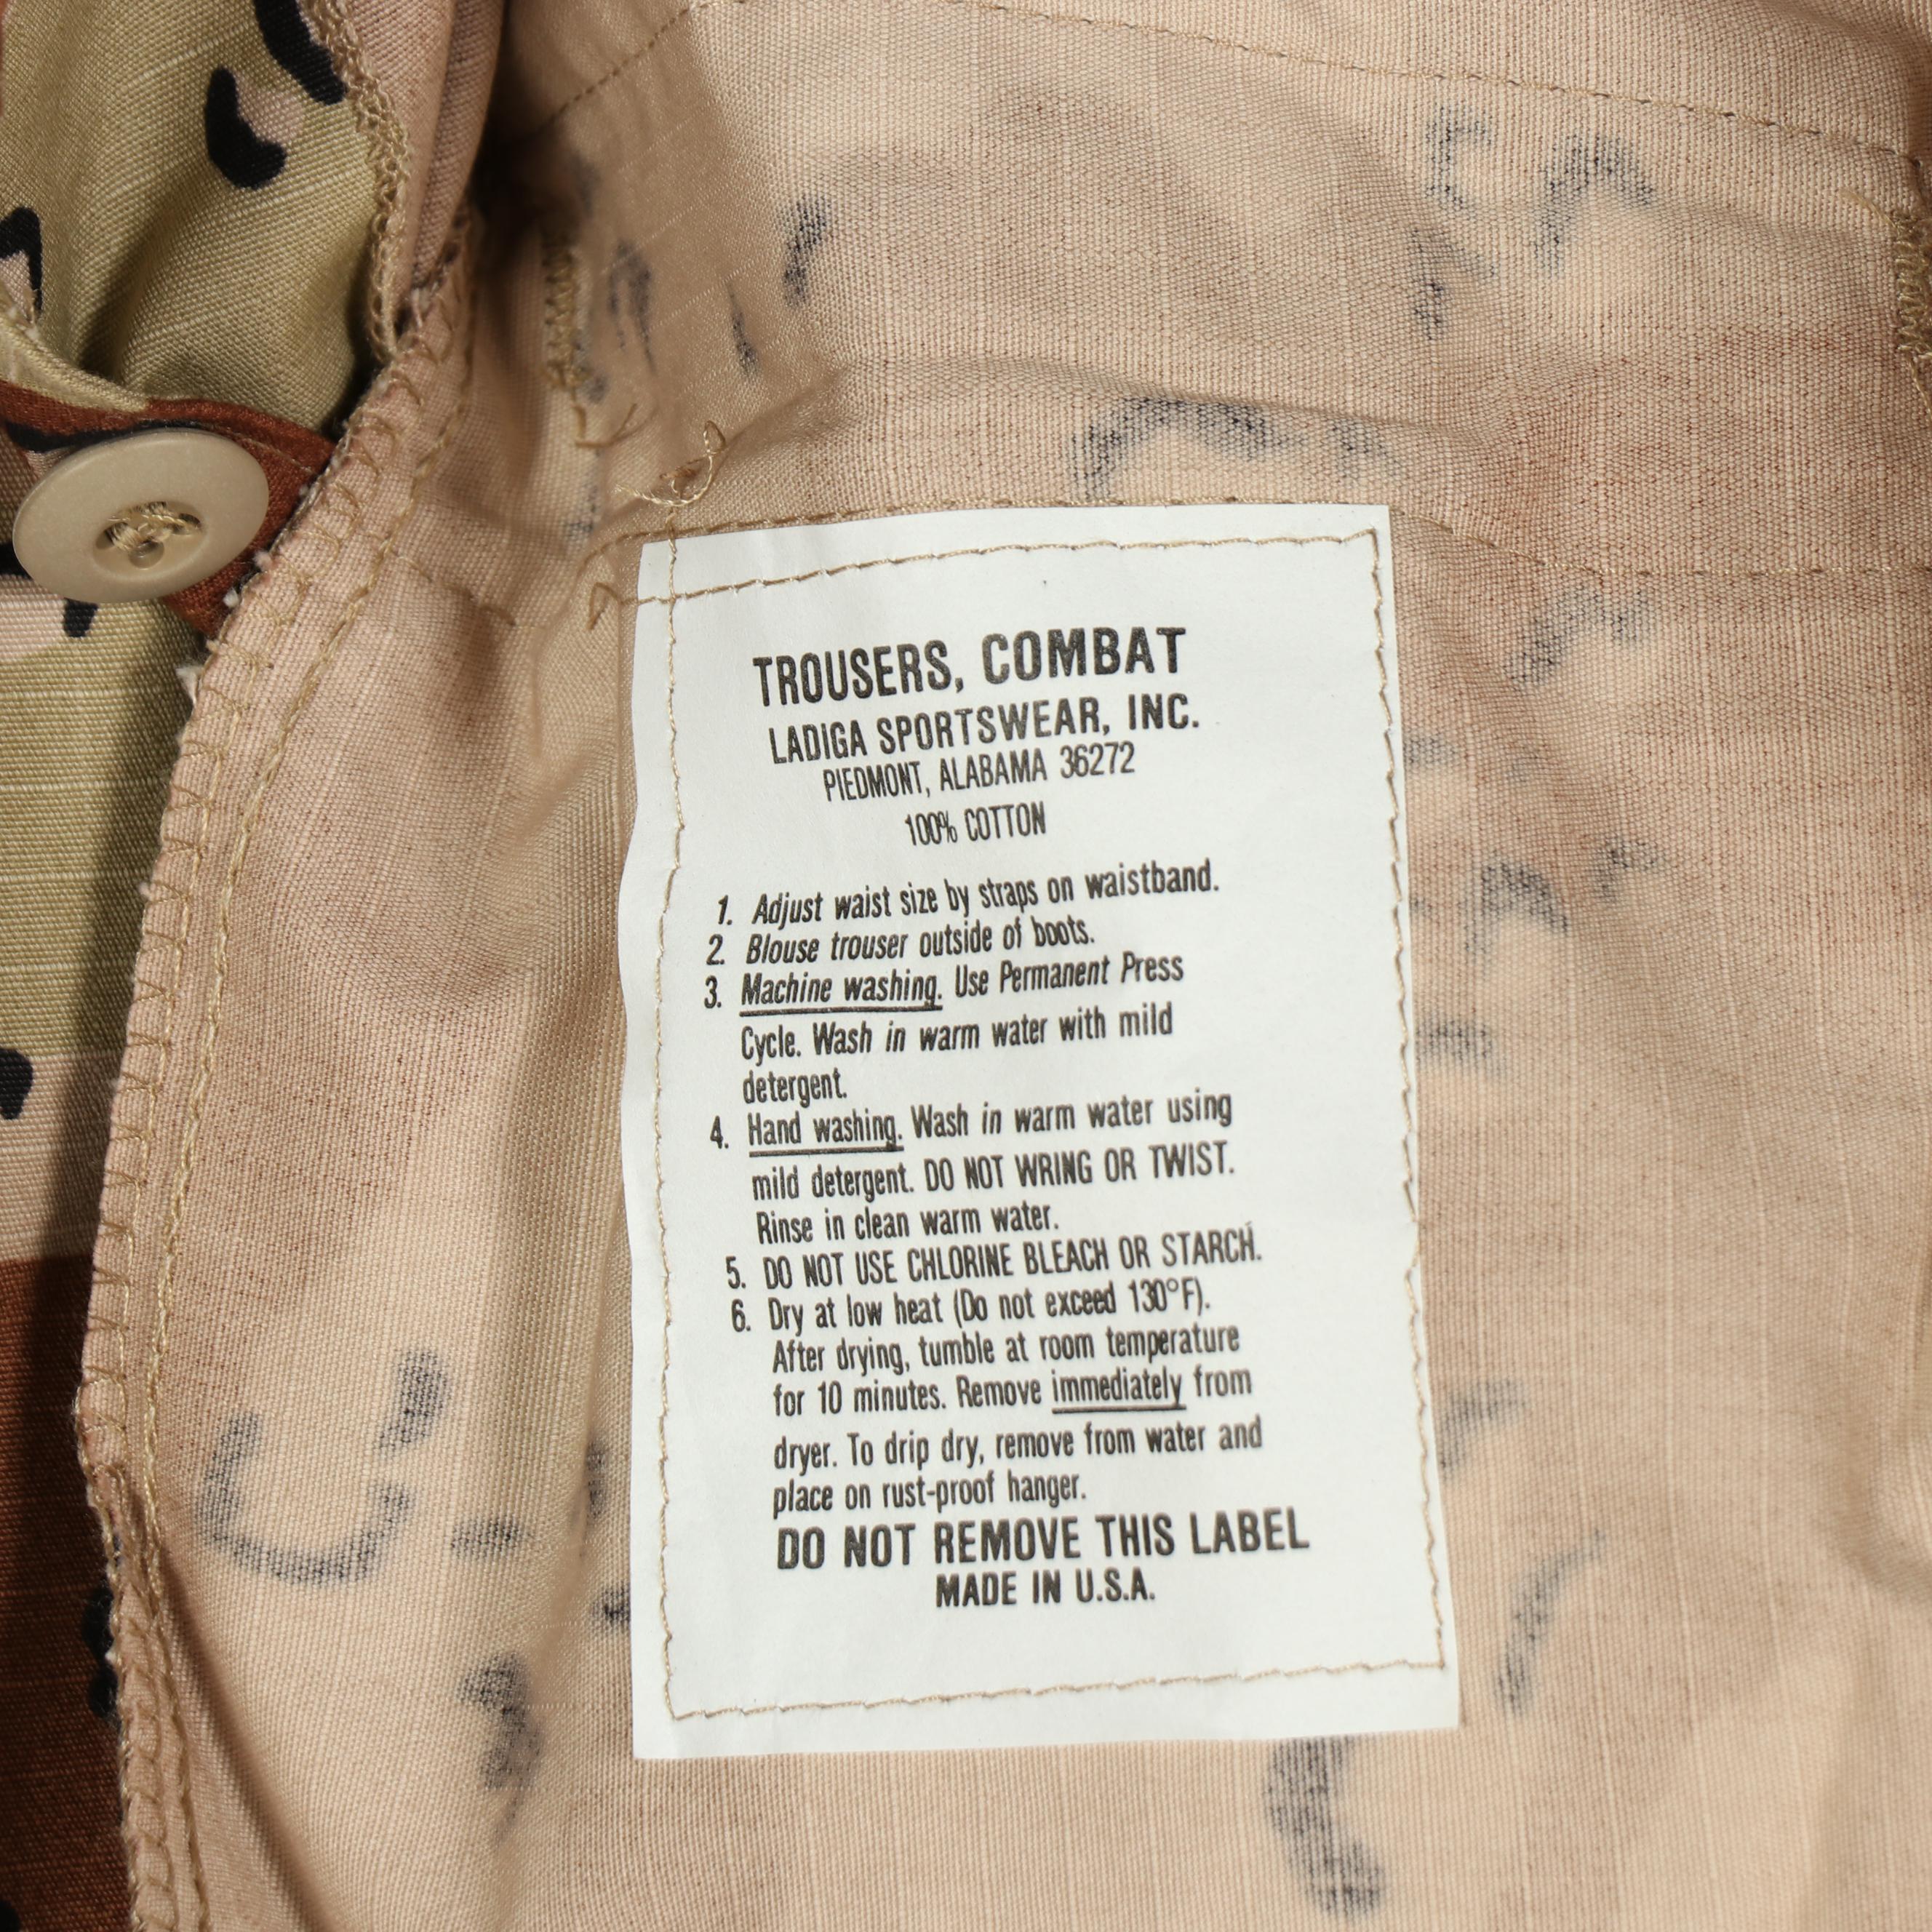 TROUSERS, COMBAT
LADIGA SPORTSWEAR, INC.
PIEDMONT, ALABAMA 36272
100% COTTON
1. Adjust waist size by straps on waistband.
2. Blouse trouser outside of boots.
3. Machine washing. Use Permanent Press
Cycle. Wash in warm water with mild
detergent.
4. Hand washing. Wash in warm water using
mild detergent. DO NOT WRING OR TWIST.
Rinse in clean warm water.
5. DO NOT USE CHLORINE BLEACH OR STARCH.
6. Dry at low heat (Do not exceed 130°F).
After drying, tumble at room temperature
for 10 minutes. Remove immediately from
dryer. To drip dry, remove from water and
place on rust-proof hanger.
DO NOT REMOVE THIS LABEL
MADE IN U.S.A.